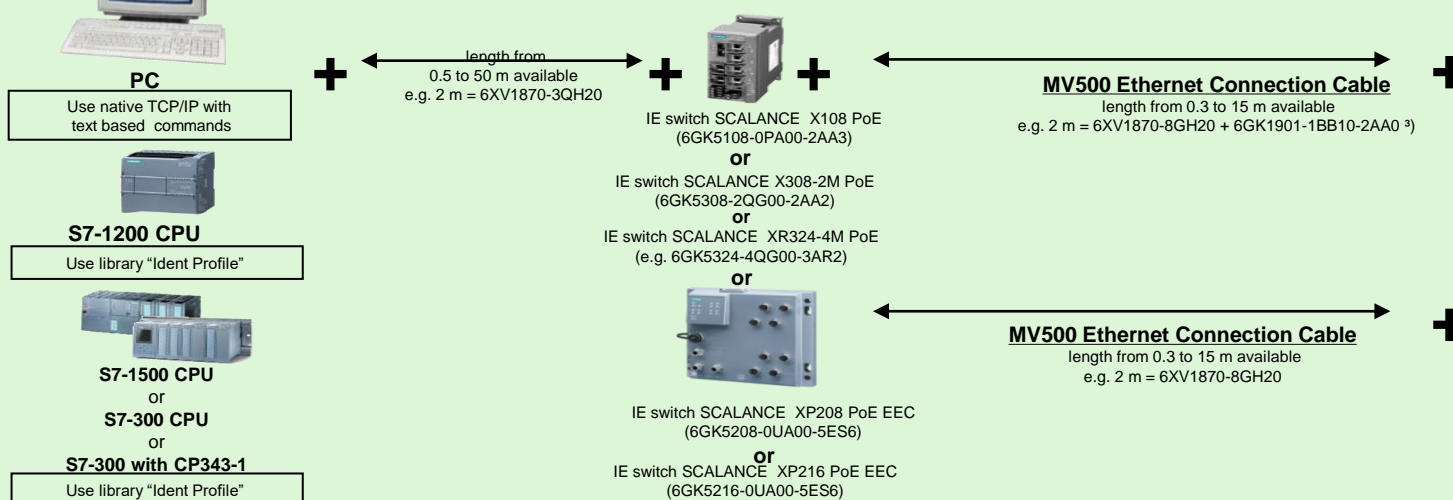 PC
Use native TCP/IP with
text based commands
S7-1200 CPU
Use library “Ident Profile”
S7-1500 CPU
or
S7-300 CPU
or
S7-300 with CP343-1
Use library “Ident Profile”
+
length from
0.5 to 50 m available
e.g. 2 m = 6XV1870-3QH20
+
+
IE switch SCALANCE X108 PoE
(6GK5108-0PA00-2AA3)
or
IE switch SCALANCE X308-2M PoE
(6GK5308-2QG00-2AA2)
or
IE switch SCALANCE XR324-4M PoE
(e.g. 6GK5324-4QG00-3AR2)
or
IE switch SCALANCE XP208 PoE EEC
(6GK5208-0UA00-5ES6)
or
IE switch SCALANCE XP216 PoE EEC
(6GK5216-0UA00-5ES6)
MV500 Ethernet Connection Cable
length from 0.3 to 15 m available
e.g. 2 m = 6XV1870-8GH20 + 6GK1901-1BB10-2AA0 ³)
+
MV500 Ethernet Connection Cable
length from 0.3 to 15 m available
e.g. 2 m = 6XV1870-8GH20
+